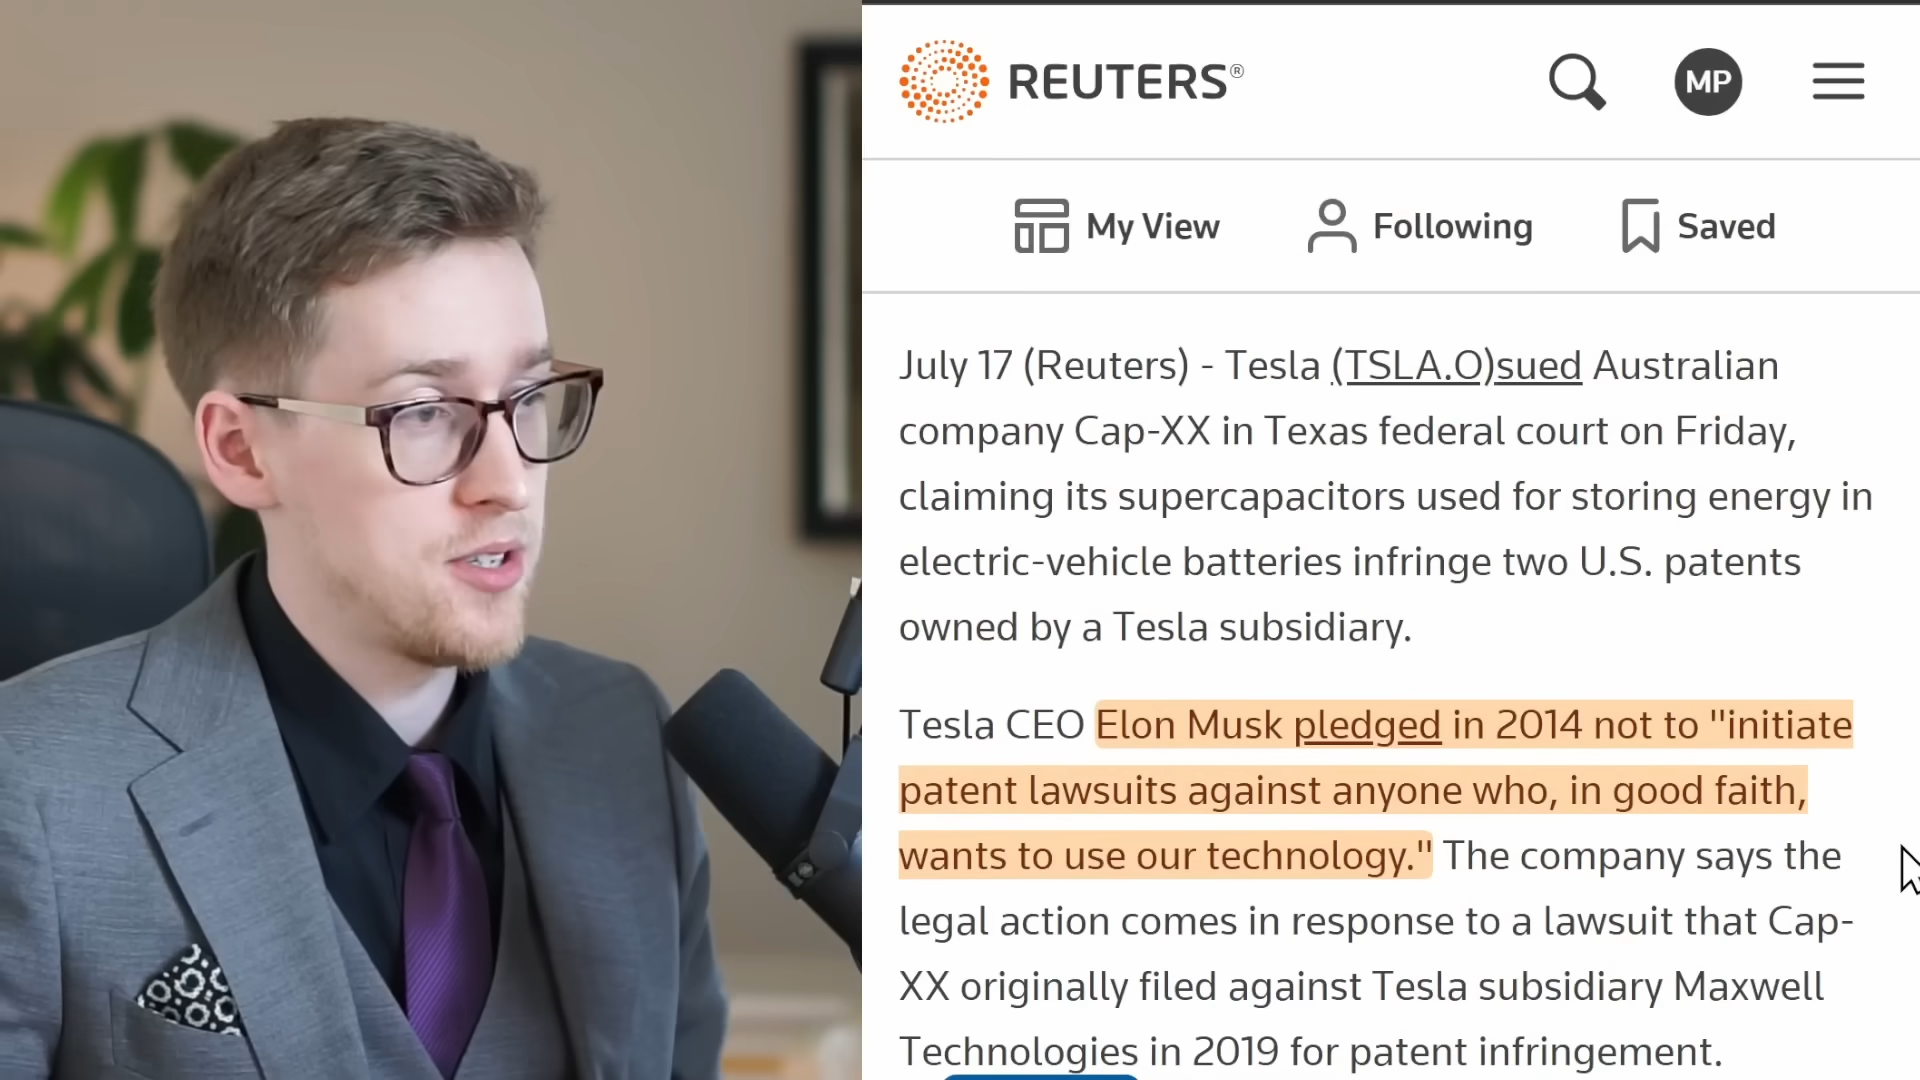 REUTERS®
MP
My View
Following
Saved
July 17 (Reuters) - Tesla (TSLA.O)sued Australian
company Cap-XX in Texas federal court on Friday,
claiming its supercapacitors used for storing energy in
electric-vehicle batteries infringe two U.S. patents
owned by a Tesla subsidiary.
Tesla CEO Elon Musk pledged in 2014 not to "initiate
patent lawsuits against anyone who, in good faith,
wants to use our technology." The company says the
legal action comes in response to a lawsuit that Cap-
XX originally filed against Tesla subsidiary Maxwell
Technologies in 2019 for patent infringement.